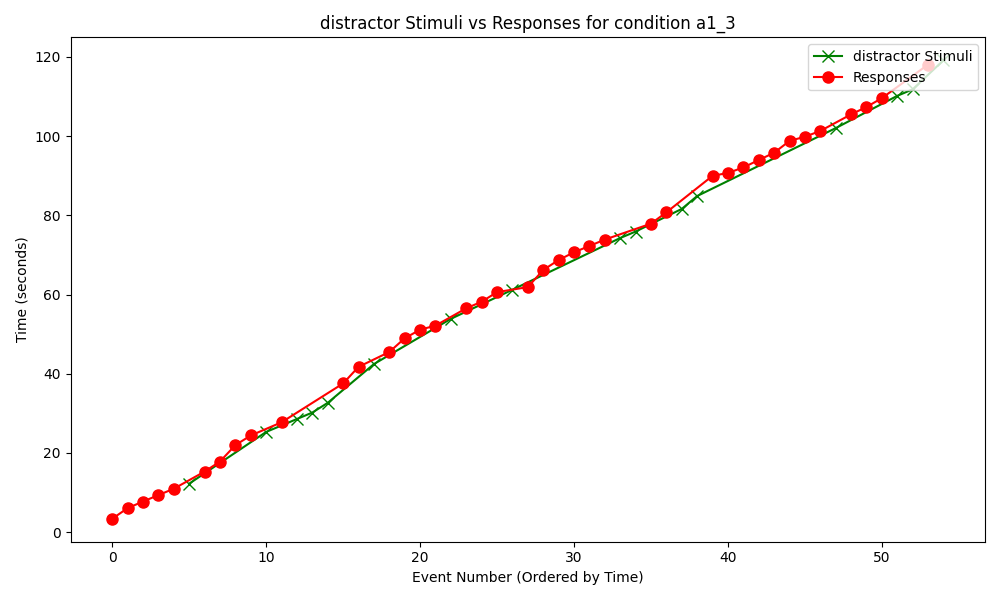 distractor Stimuli vs Responses for condition a1_3
120
100
80
60
40
20
0
Time (seconds)
distractor Stimuli
Responses
0
10
20
30
40
50
Event Number (Ordered by Time)